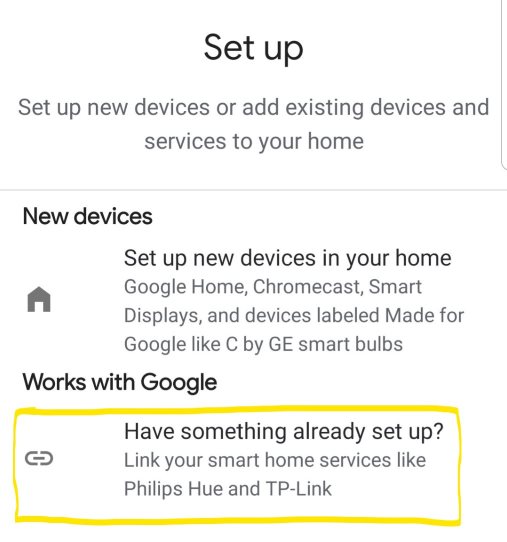 Set up
Set up new devices or add existing devices and
services to your home
New devices
Set up new devices in your home
Google Home, Chromecast, Smart
Displays, and devices labeled Made for
Google like C by GE smart bulbs
Works with Google
Have something already set up?
Link your smart home services like
Philips Hue and TP-Link